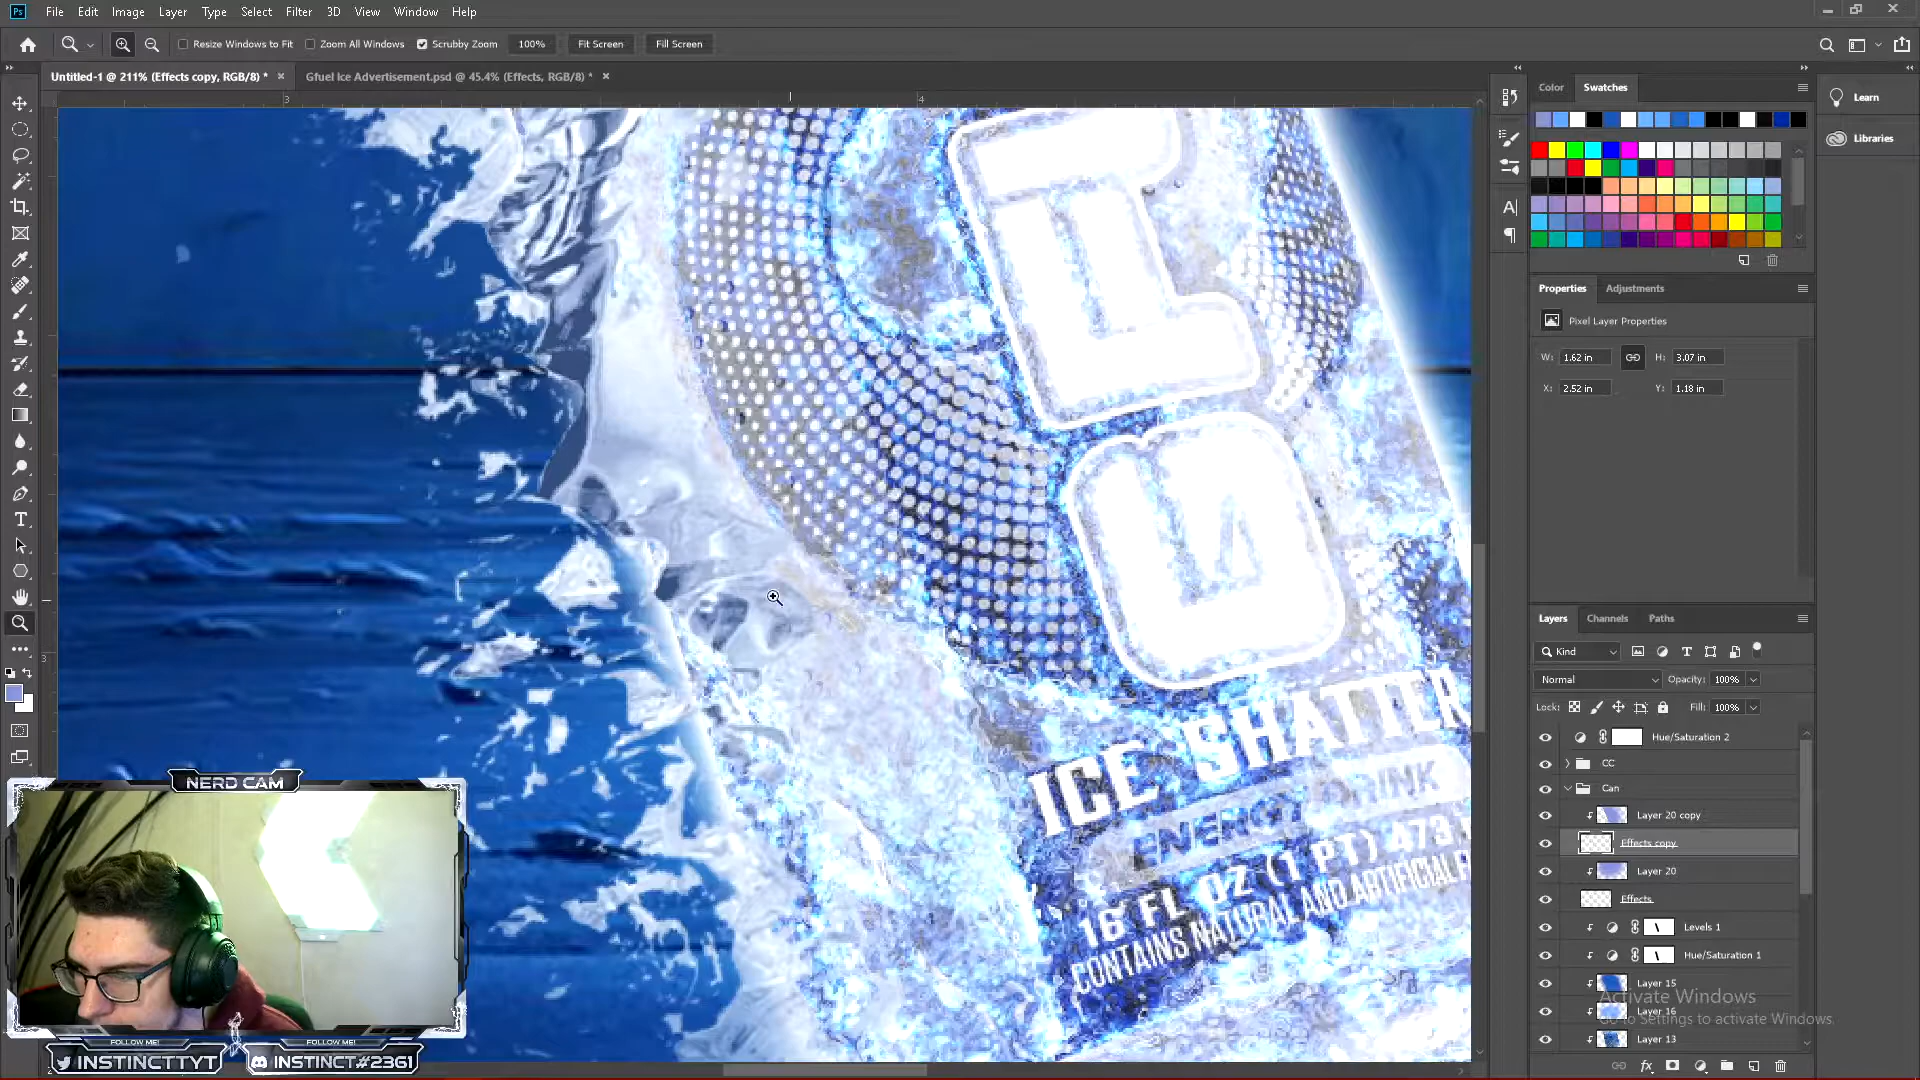 Ps File Edit Image Layer Type Select Filter 3D View Window Help
Resize Windows to Fit Zoom All Windows Scrubby Zoom 100% Fit Screen Fill Screen
Untitled-1 @ 211% (Effects copy, RGB/8) * × Gfuel Ice Advertisement.psd @ 45.4% (Effects, RGB/8) * ×
3 4
3
ICE SHATTER
ENERGY DRINK
16 FL OZ (1 PT) 473
CONTAINS NATURAL AND ARTIFICIAL F
Color Swatches
Learn
Libraries
Properties Adjustments
Pixel Layer Properties
W: 1.62 in H: 3.07 in
X: 2.52 in Y: 1.18 in
Layers Channels Paths
Kind
Normal Opacity: 100%
Lock: Fill: 100%
Hue/Saturation 2
CC
Can
Layer 20 copy
Effects copy
Layer 20
Effects
Levels 1
Hue/Saturation 1
Layer 15
Layer 16
Layer 13
Activate Windows
Go to Settings to activate Windows.
NERD CAM
FOLLOW ME! FOLLOW ME!
INSTINCTTYT INSTINCT#2361